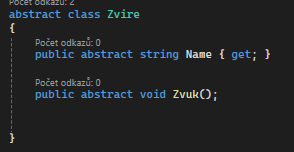 Počet odkazů: 2
abstract class Zvire
{
Počet odkazů: 0
public abstract string Name { get; }
Počet odkazů: 0
public abstract void Zvuk();
}